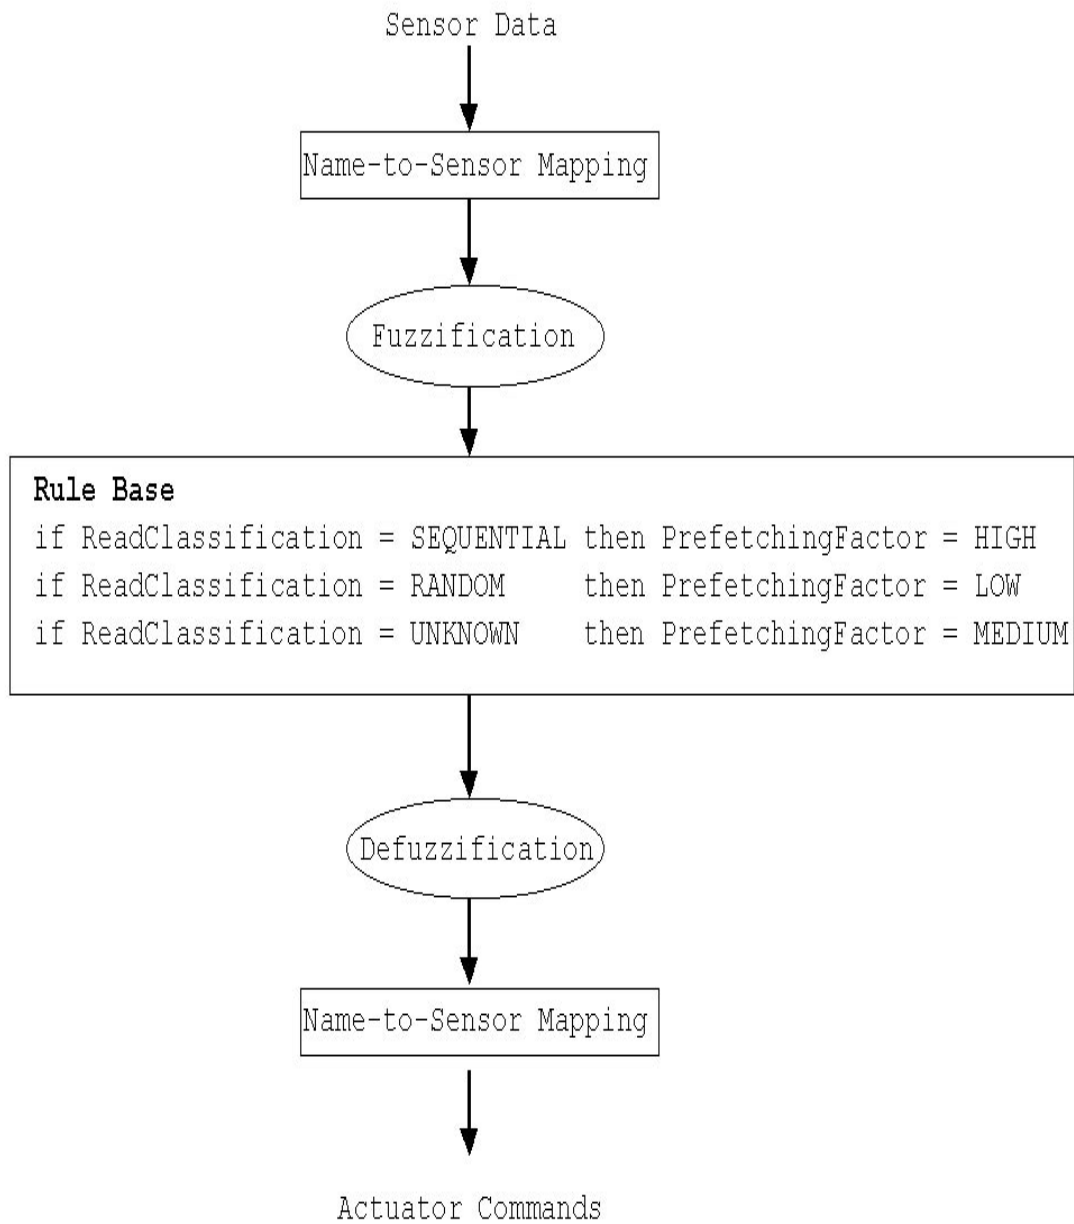 Sensor Data
Name-to-Sensor Mapping
Fuzzification
Rule Base
if ReadClassification = SEQUENTIAL then PrefetchingFactor = HIGH
if ReadClassification = RANDOM then PrefetchingFactor = LOW
if ReadClassification = UNKNOWN then PrefetchingFactor = MEDIUM
Defuzzification
Name-to-Sensor Mapping
Actuator Commands